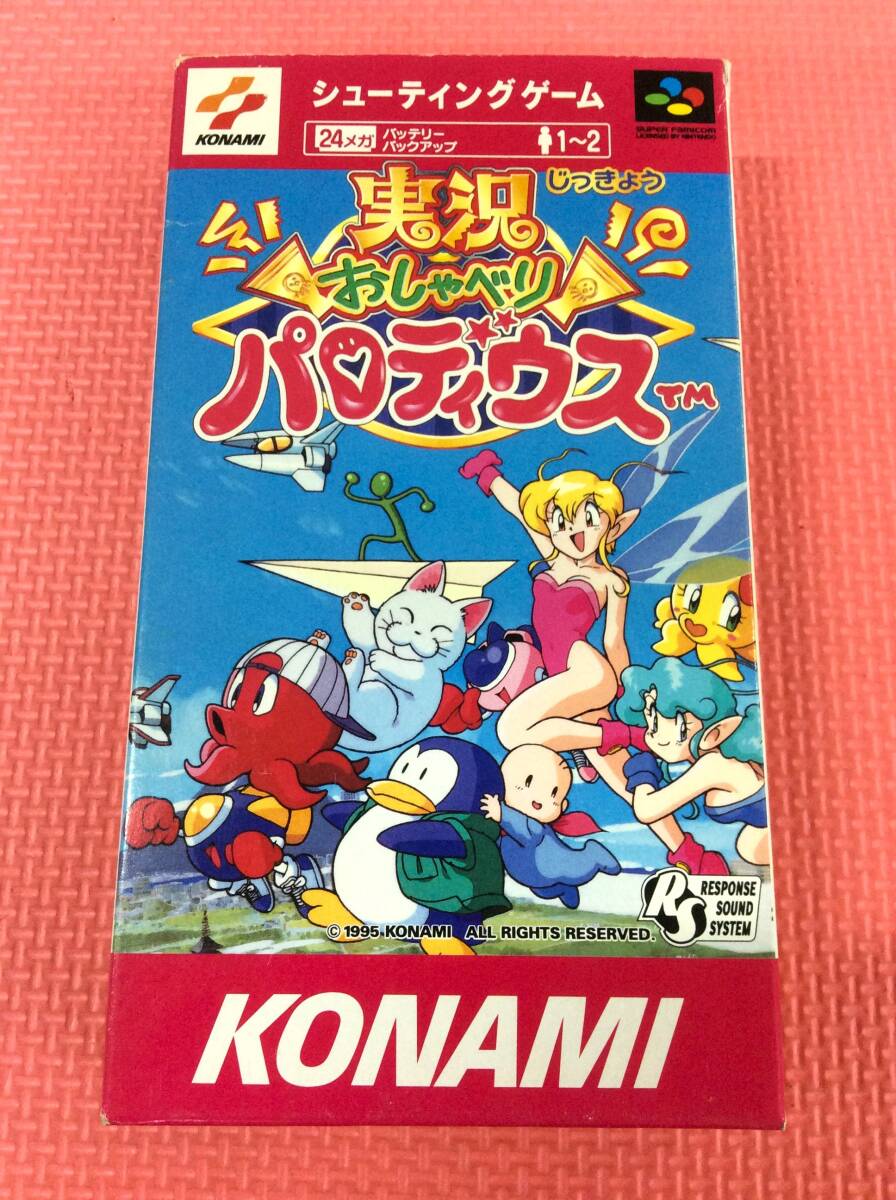 KONAMI
シューティングゲーム
24メガ
バッテリー
バックアップ
1~2
SUPER FAMICOM
LICENSED BY NINTENDO
じっきょう
実況
おしゃべり
パロディウス
TM
RESPONSE
SOUND
SYSTEM
RS
© 1995 KONAMI ALL RIGHTS RESERVED.
KONAMI